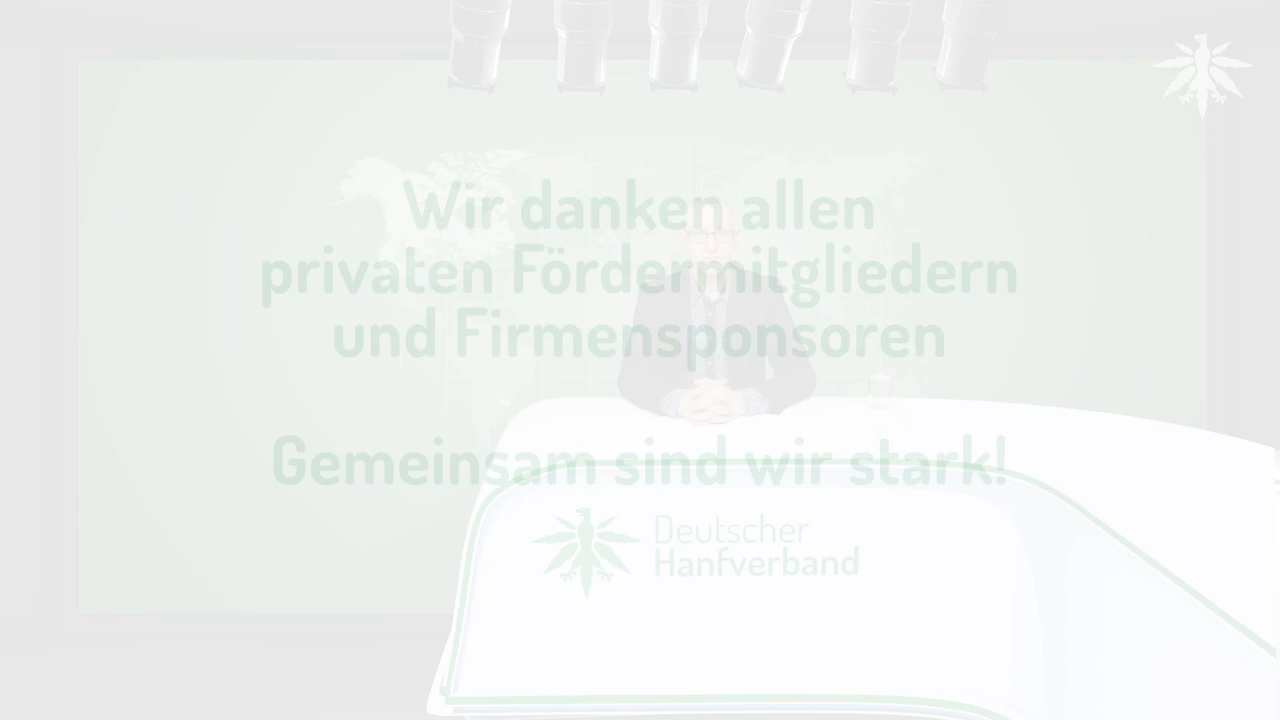 Wir danken allen
privaten Fördermitgliedern
und Firmensponsoren
Gemeinsam sind wir stark!
Deutscher
Hanfverband